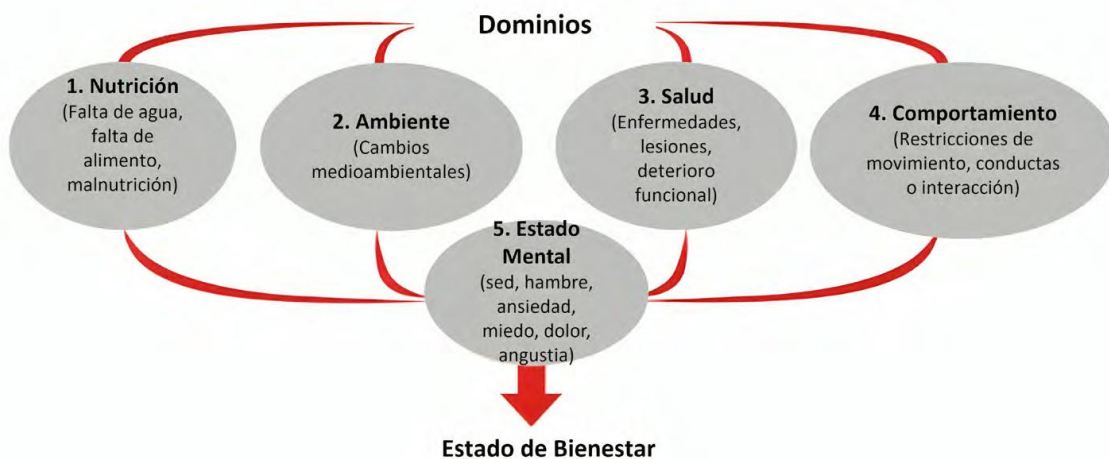 Dominios
1. Nutrición
(Falta de agua,
falta de
alimento,
malnutrición)
2. Ambiente
(Cambios
medioambientales)
3. Salud
(Enfermedades,
lesiones,
deterioro
funcional)
4. Comportamiento
(Restricciones de
movimiento, conductas
o interacción)
5. Estado
Mental
(sed, hambre,
ansiedad,
miedo, dolor,
angustia)
Estado de Bienestar